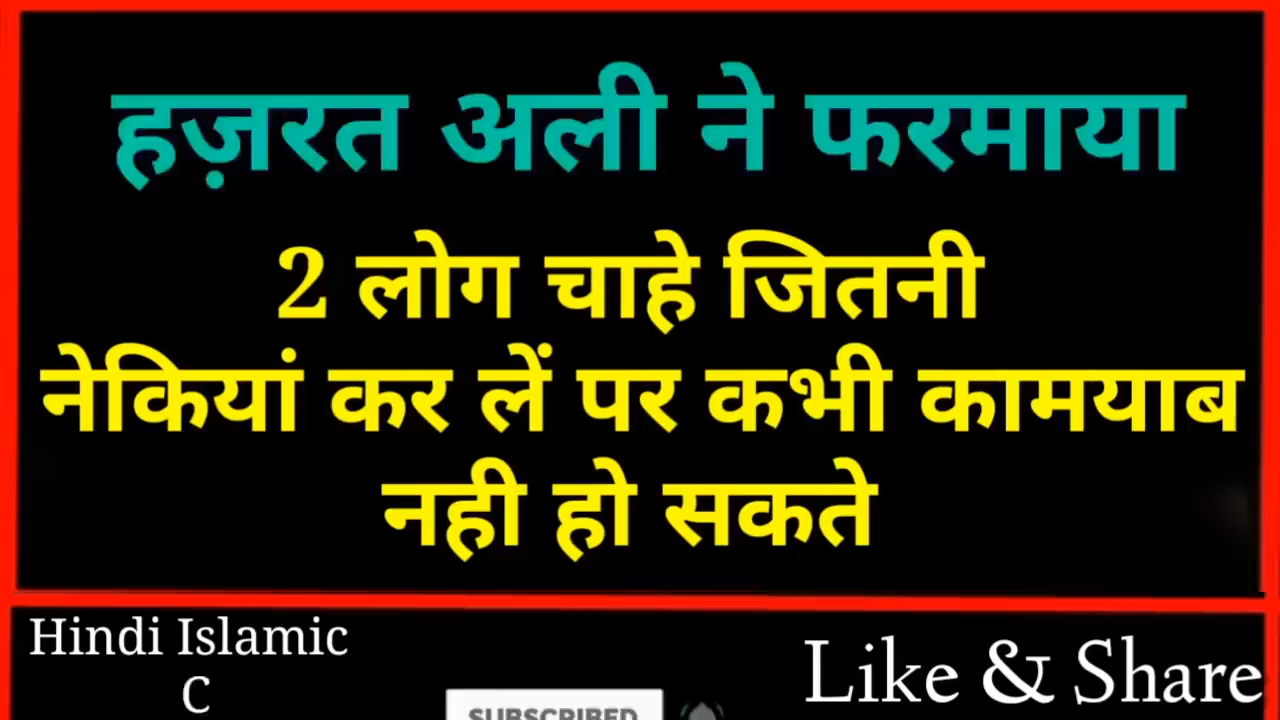 हज़रत अली ने फरमाया
2 लोग चाहे जितनी
नेकियां कर लें पर कभी कामयाब
नही हो सकते
Hindi Islamic
C
Like & Share
SUBSCRIBED